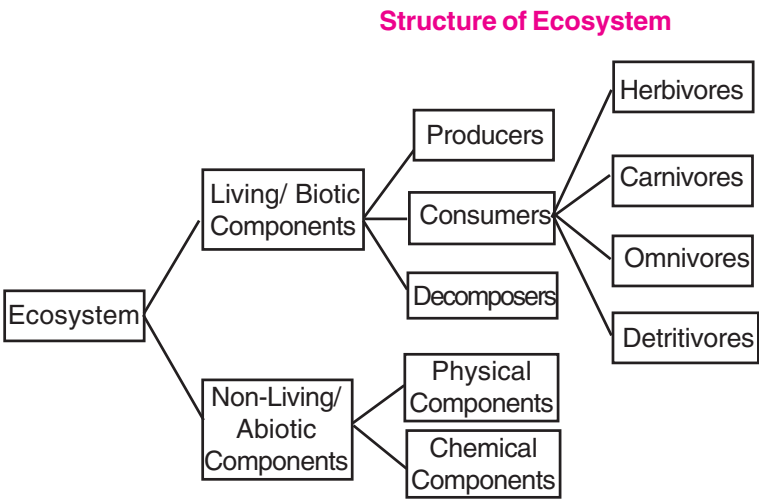 Structure of Ecosystem
Ecosystem
Living/ Biotic
Components
Producers
Consumers
Decomposers
Herbivores
Carnivores
Omnivores
Detritivores
Non-Living/
Abiotic
Components
Physical
Components
Chemical
Components